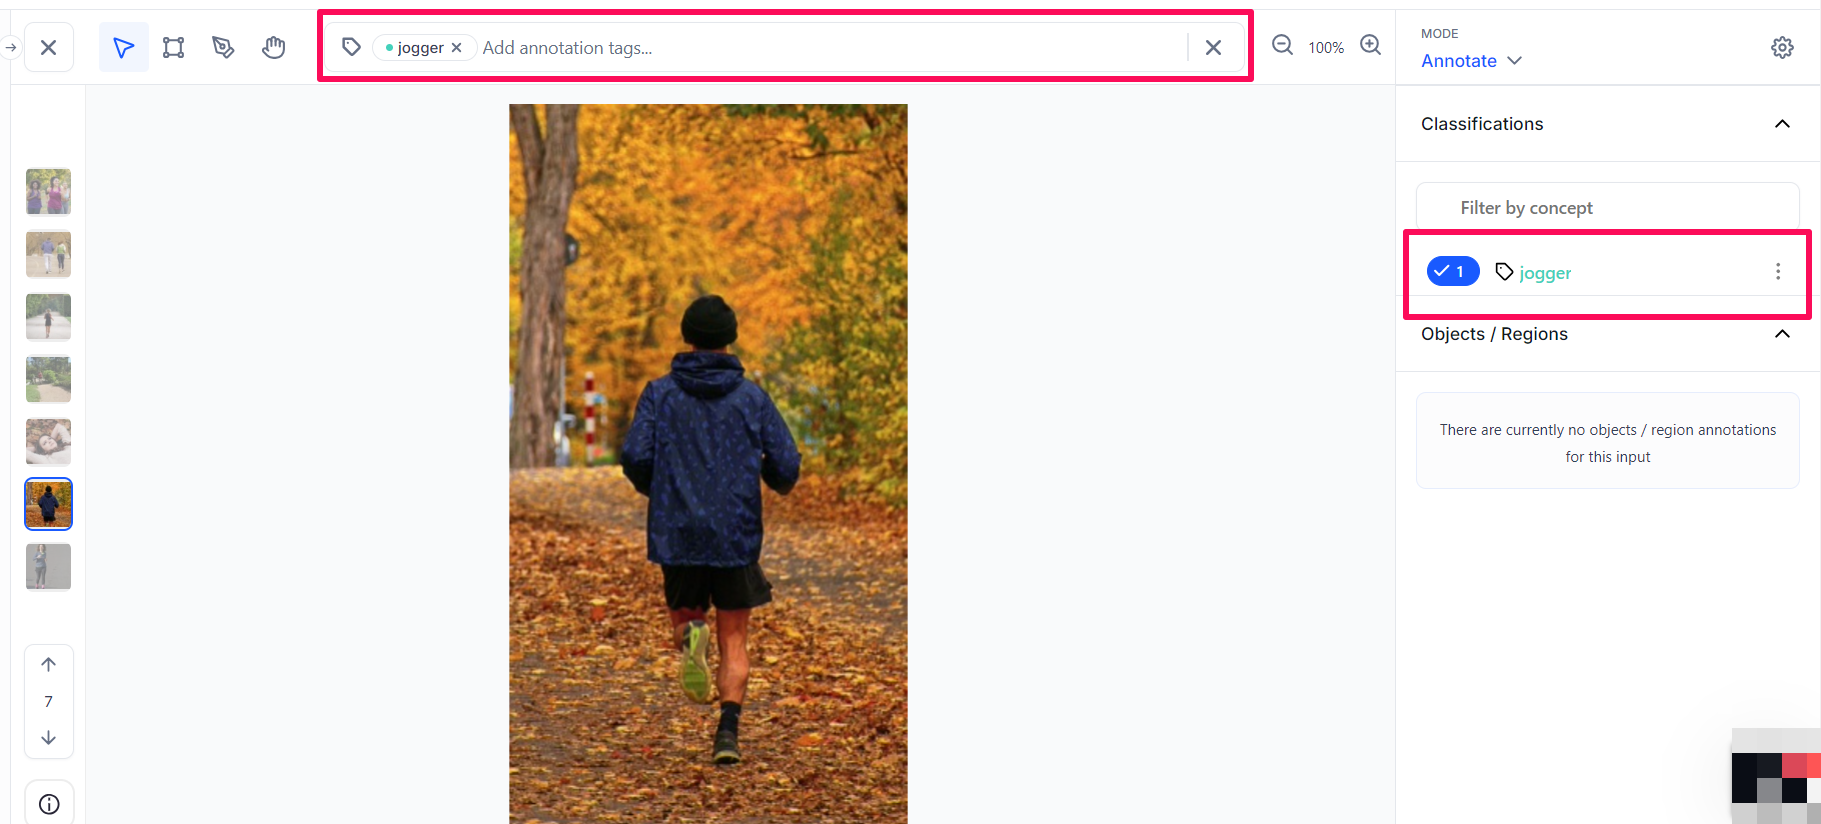 jogger Add annotation tags...
100%
MODE
Annotate
Classifications
Filter by concept
1 jogger
Objects / Regions
There are currently no objects / region annotations
for this input
7